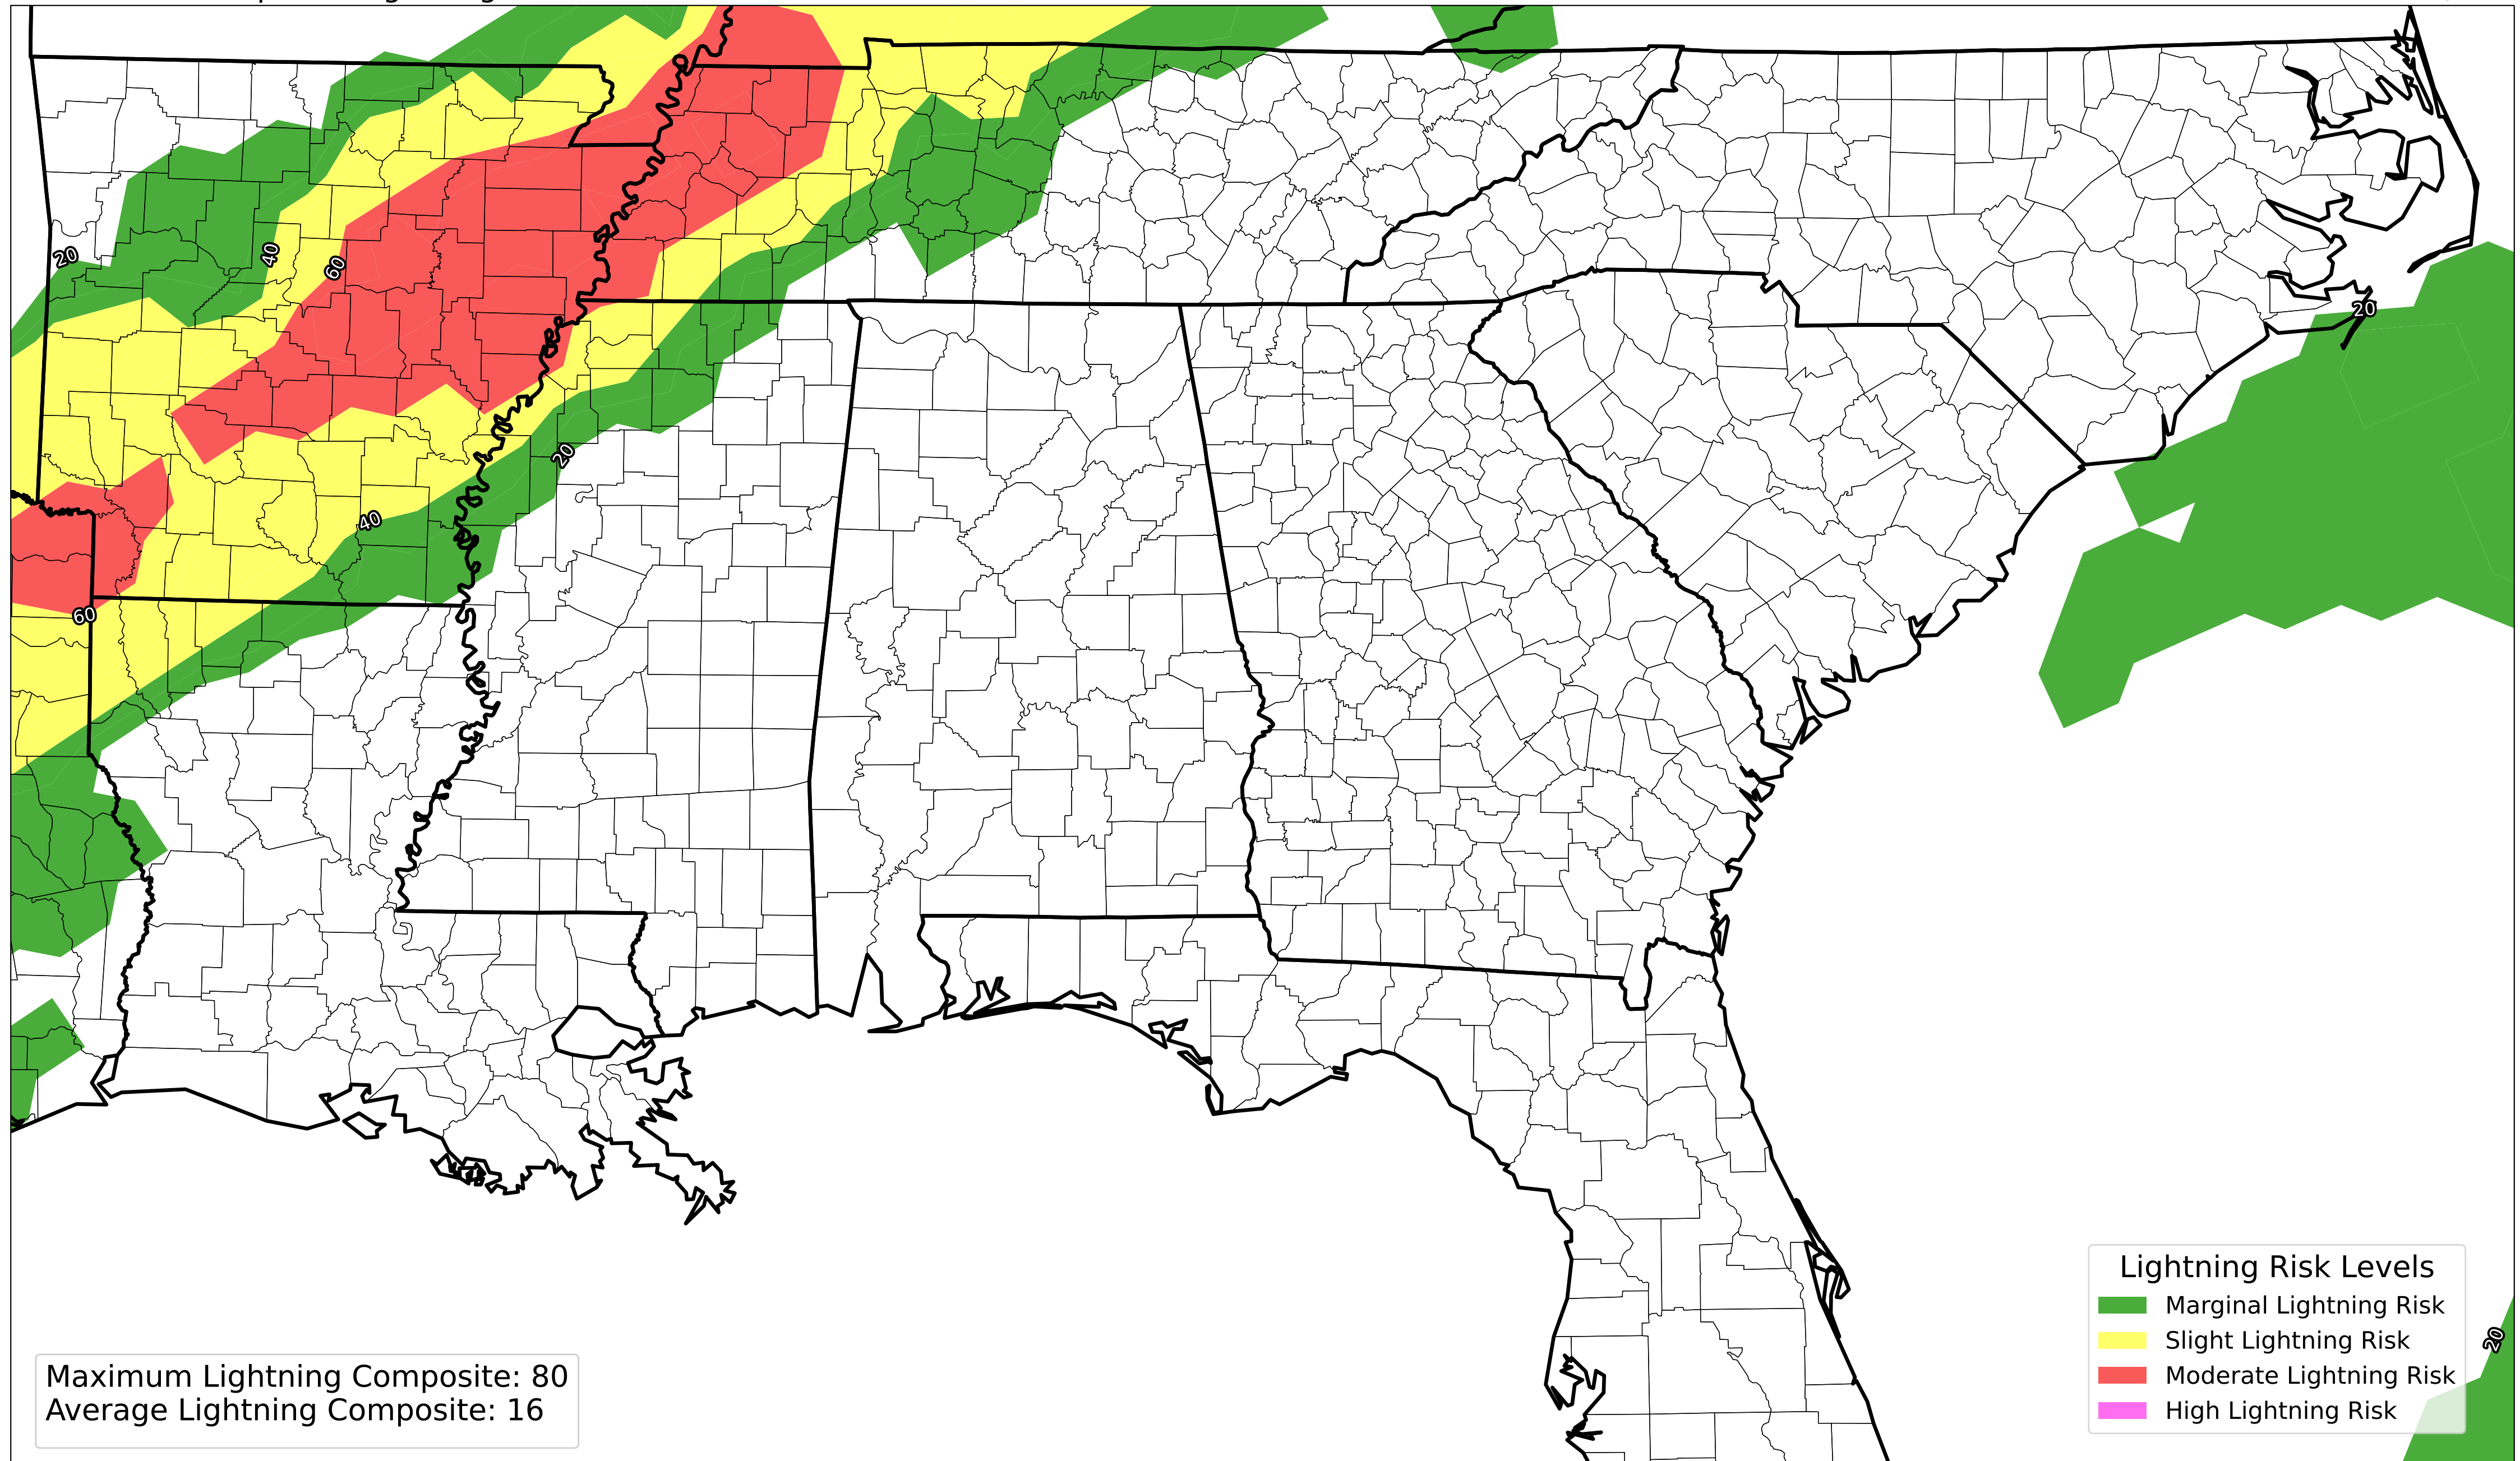 20
40
60
20
20
40
60
20
Lightning Risk Levels
Marginal Lightning Risk
Slight Lightning Risk
Moderate Lightning Risk
High Lightning Risk
Maximum Lightning Composite: 80
Average Lightning Composite: 16